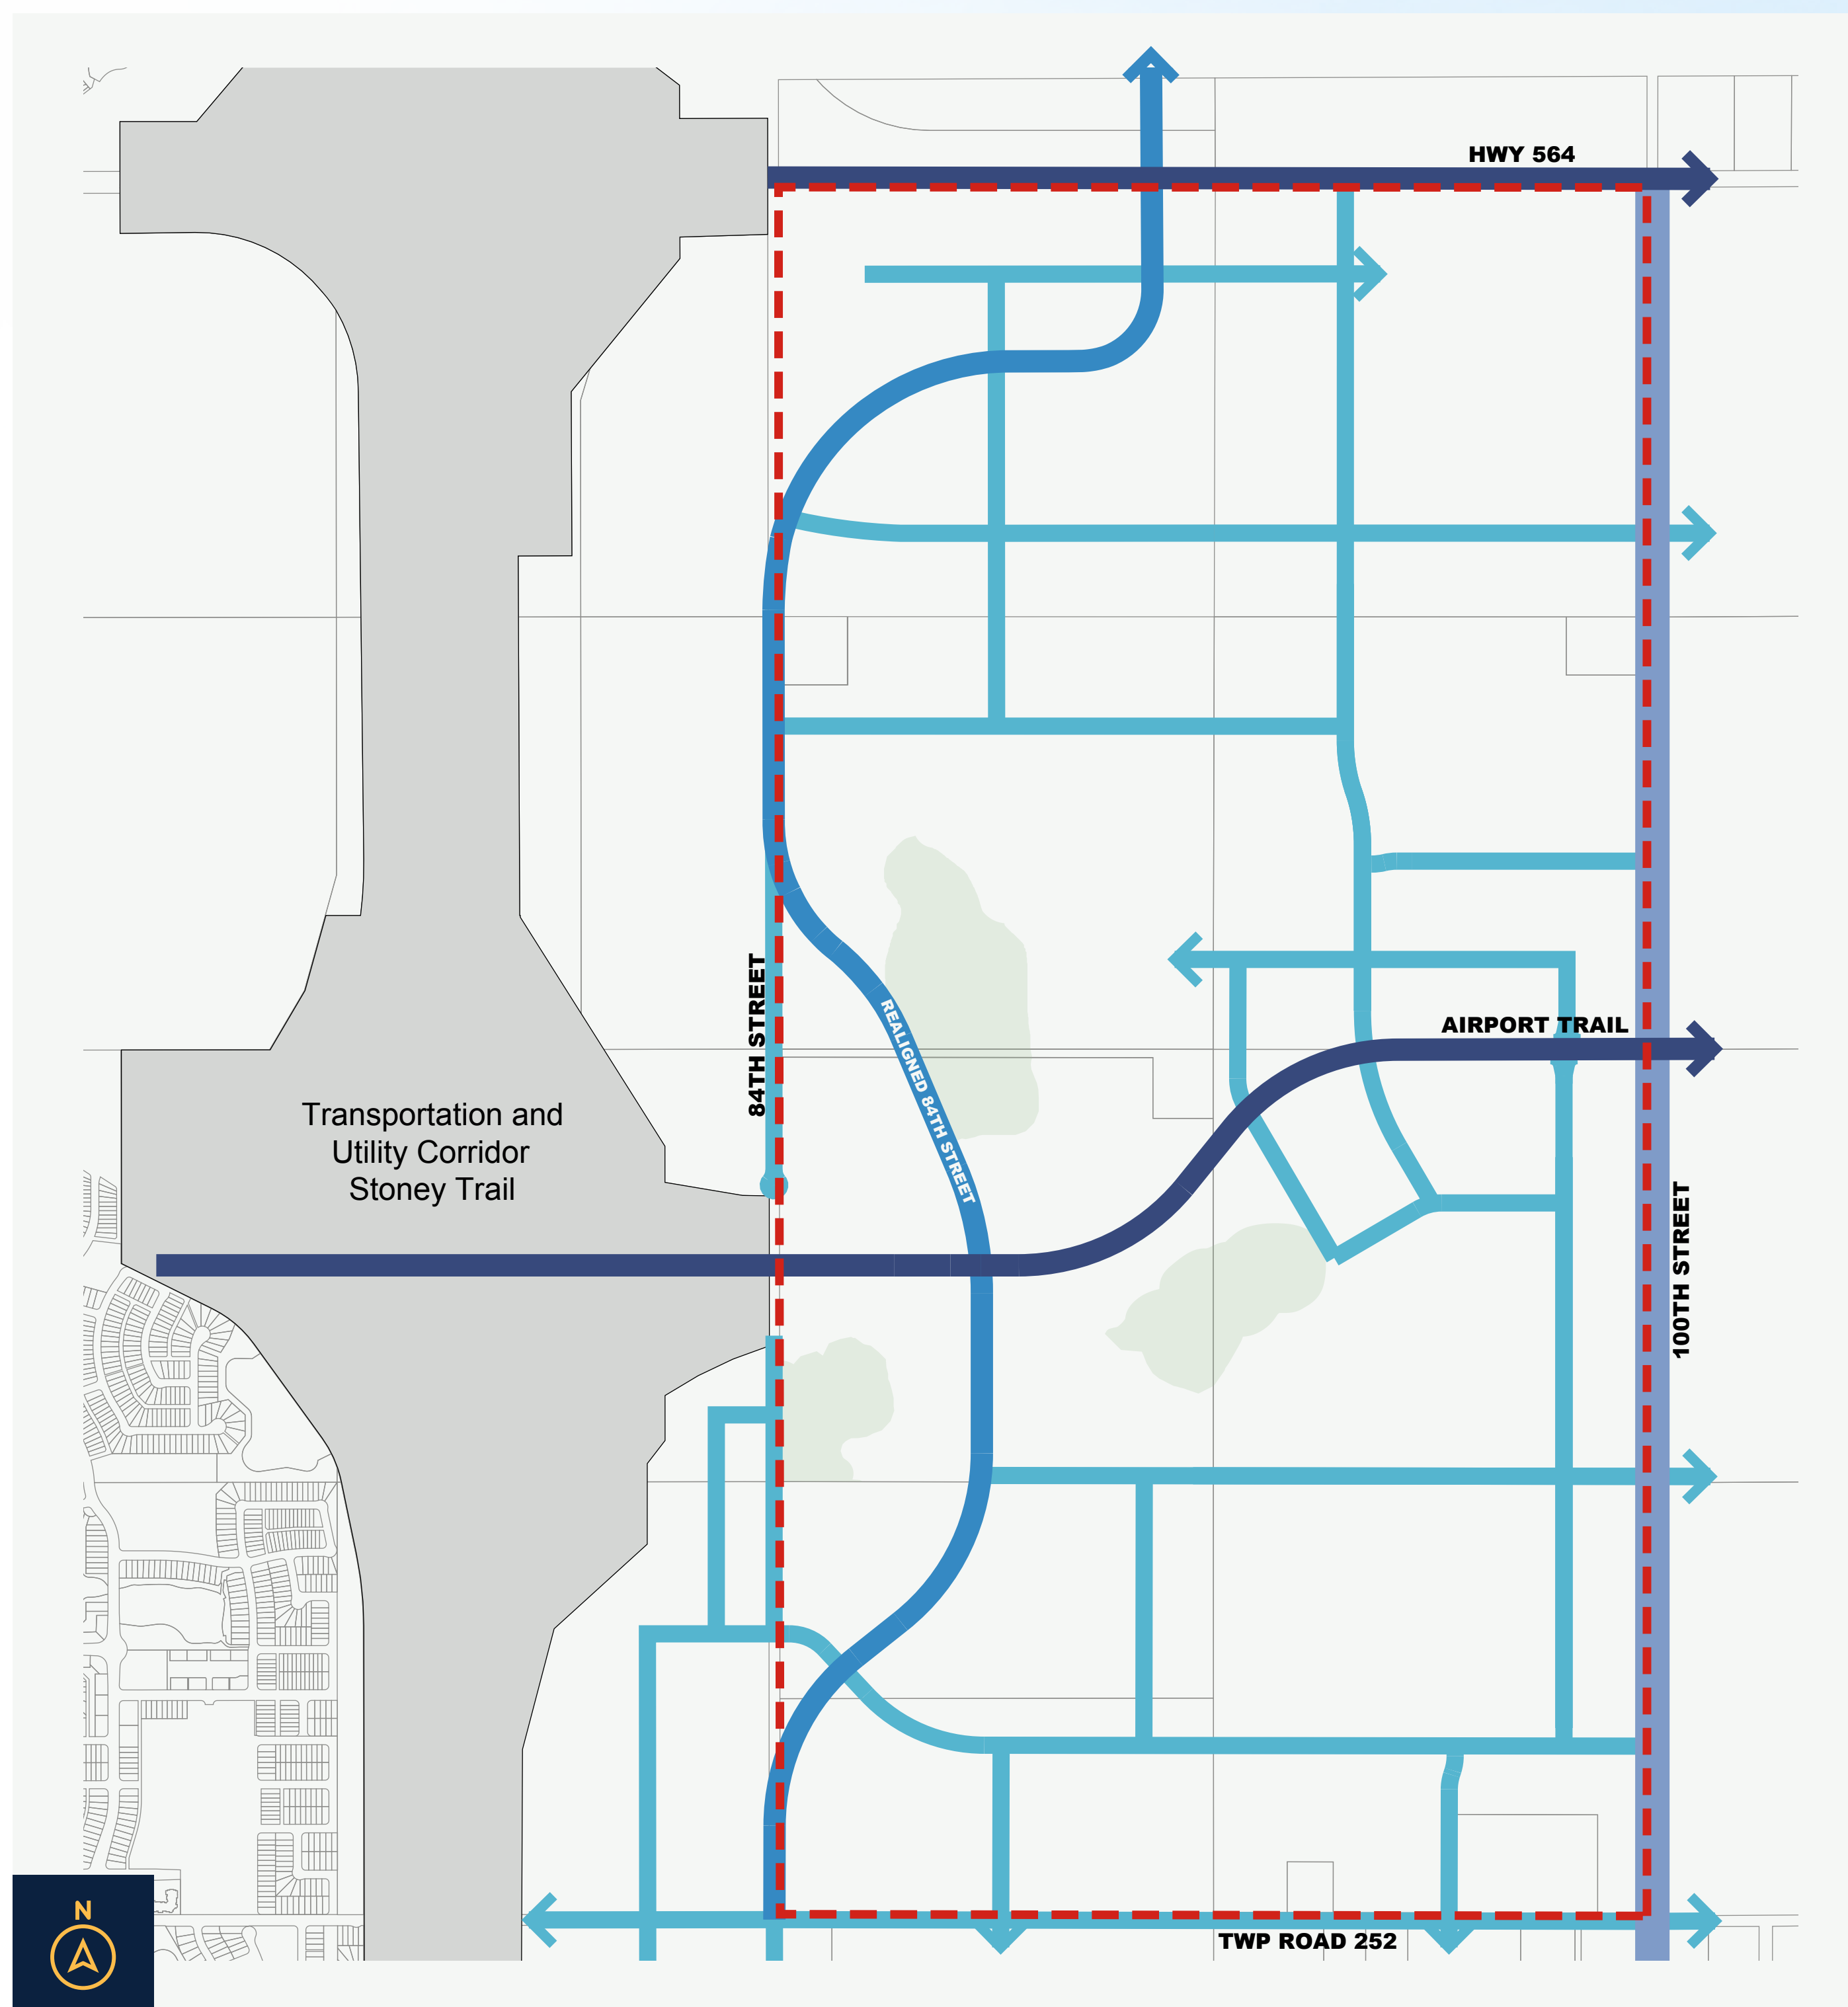 HWY 564
84TH STREET
REALIGNED 84TH STREET
AIRPORT TRAIL
Transportation and
Utility Corridor
Stoney Trail
100TH STREET
N
TWP ROAD 252